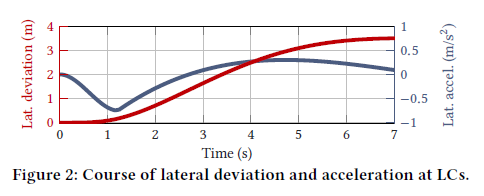 Lat. deviation (m)
4
3
2
1
0
1
0.5
0
−0.5
−1
Lat. accel. (m/s²)
0 1 2 3 4 5 6 7
Time (s)
Figure 2: Course of lateral deviation and acceleration at LCs.